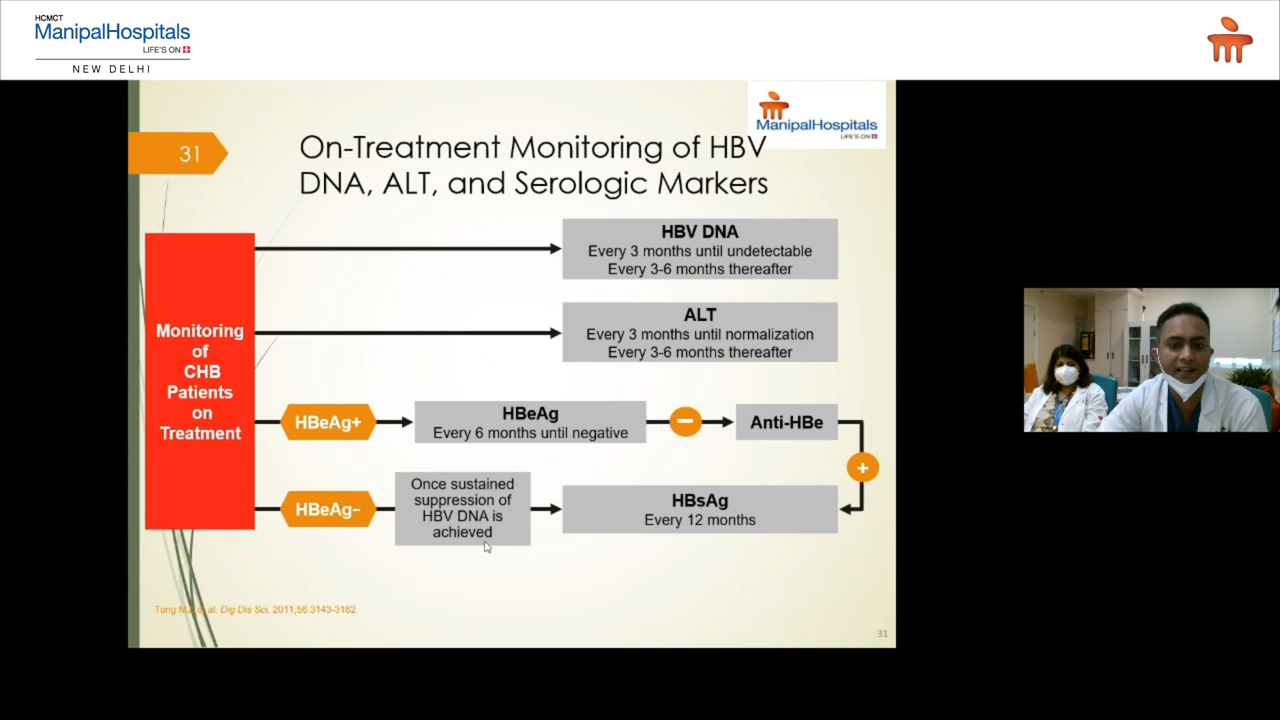 HCMCT
ManipalHospitals
LIFE'S ON
NEW DELHI
ManipalHospitals
LIFE'S ON
31
On-Treatment Monitoring of HBV
DNA, ALT, and Serologic Markers
Monitoring
of
CHB
Patients
on
Treatment
HBV DNA
Every 3 months until undetectable
Every 3-6 months thereafter
ALT
Every 3 months until normalization
Every 3-6 months thereafter
HBeAg+
HBeAg
Every 6 months until negative
−
Anti-HBe
+
HBeAg−
Once sustained
suppression of
HBV DNA is
achieved
HBsAg
Every 12 months
Tong al. Dig Dis Sci. 2011;56:3143-3162.
31